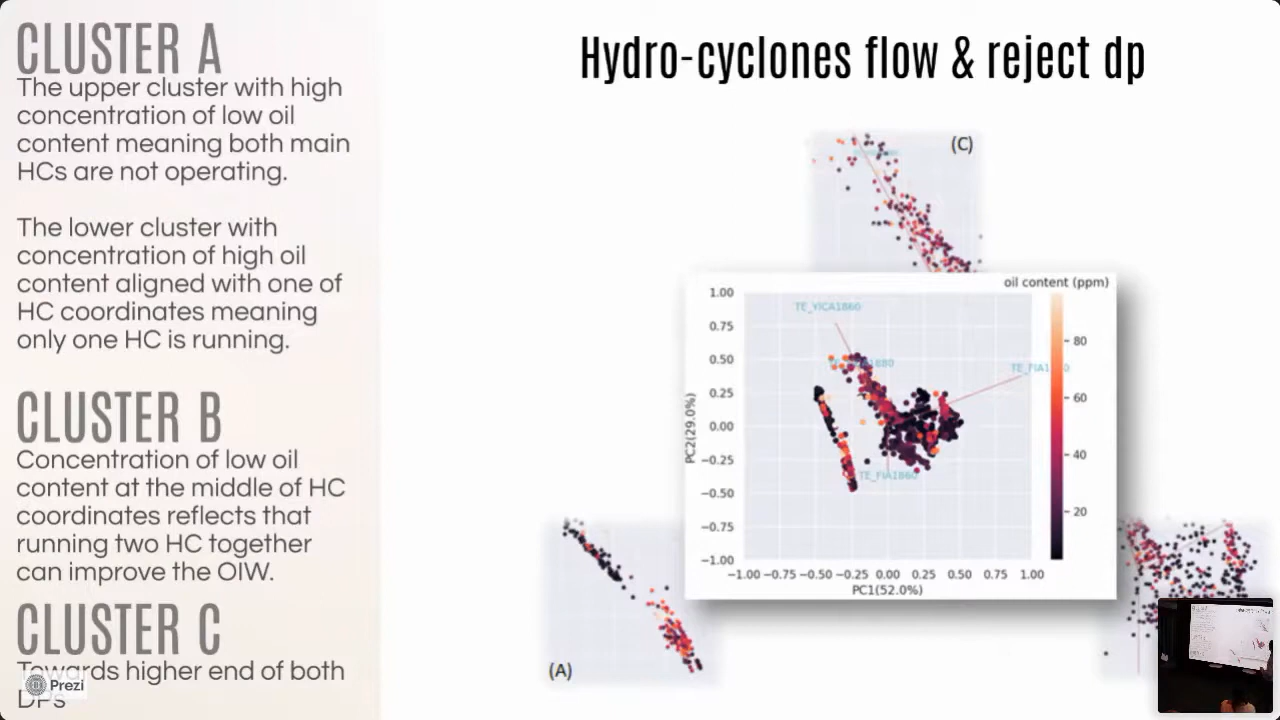 CLUSTER A
The upper cluster with high
concentration of low oil
content meaning both main
HCs are not operating.
The lower cluster with
concentration of high oil
content aligned with one of
HC coordinates meaning
only one HC is running.
CLUSTER B
Concentration of low oil
content at the middle of HC
coordinates reflects that
running two HC together
can improve the OIW.
CLUSTER C
Towards higher end of both
DPs
Prezi
Hydro-cyclones flow & reject dp
(C)
oil content (ppm)
1.00
0.75
0.50
0.25
0.00
−0.25
−0.50
−0.75
−1.00
PC2(29.0%)
TE_YICA1860
TE_FIA1860
80
60
40
20
−1.00 −0.75 −0.50 −0.25 0.00 0.25 0.50 0.75 1.00
PC1(52.0%)
(A)